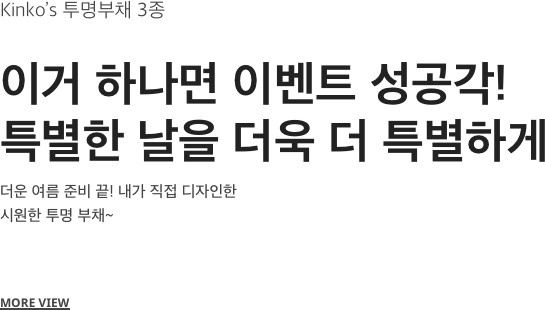 Kinko’s 투명부채 3종
이거 하나면 이벤트 성공각!
특별한 날을 더욱 더 특별하게
더운 여름 준비 끝! 내가 직접 디자인한
시원한 투명 부채~
MORE VIEW